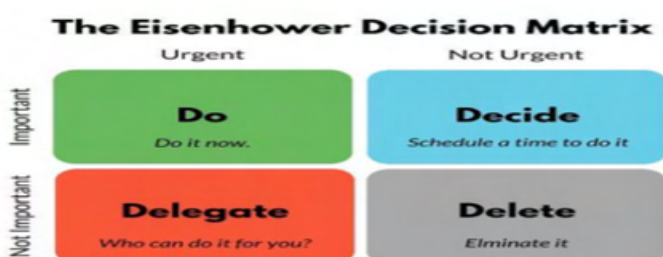 The Eisenhower Decision Matrix
Urgent Not Urgent
Important
Do
Do it now.
Decide
Schedule a time to do it
Not Important
Delegate
Who can do it for you?
Delete
Elminate it